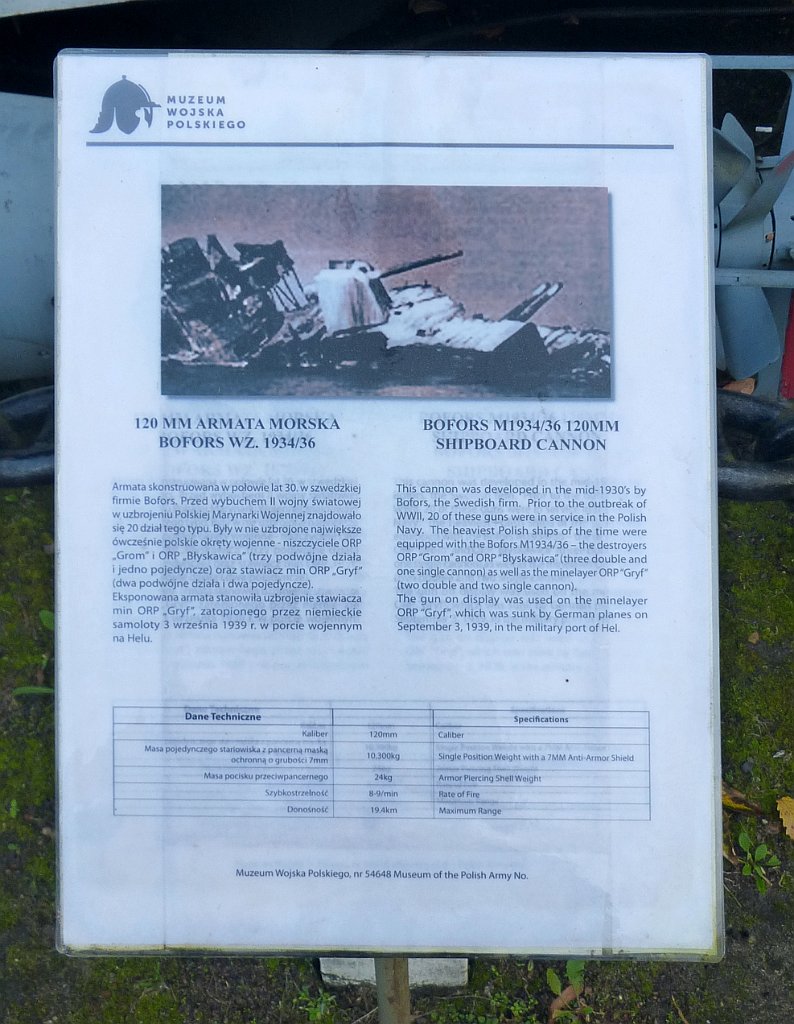 MUZEUM
WOJSKA
POLSKIEGO
120 MM ARMATA MORSKA
BOFORS WZ. 1934/36
Armata skonstruowana w połowie lat 30. w szwedzkiej
firmie Bofors. Przed wybuchem II wojny światowej
w uzbrojeniu Polskiej Marynarki Wojennej znajdowało
się 20 dział tego typu. Były w nie uzbrojone największe
ówcześnie polskie okręty wojenne - niszczyciele ORP
„Grom” i ORP „Błyskawica” (trzy podwójne działa
i jedno pojedyncze) oraz stawiacz min ORP „Gryf”
(dwa podwójne działa i dwa pojedyncze).
Eksponowana armata stanowiła uzbrojenie stawiacza
min ORP „Gryf”, zatopionego przez niemieckie
samoloty 3 września 1939 r. w porcie wojennym
na Helu.
BOFORS M1934/36 120MM
SHIPBOARD CANNON
This cannon was developed in the mid-1930's by
Bofors, the Swedish firm. Prior to the outbreak of
WWII, 20 of these guns were in service in the Polish
Navy. The heaviest Polish ships of the time were
equipped with the Bofors M1934/36 – the destroyers
ORP “Grom” and ORP “Błyskawica” (three double and
one single cannon) as well as the minelayer ORP “Gryf”
(two double and two single cannon).
The gun on display was used on the minelayer
ORP “Gryf”, which was sunk by German planes on
September 3, 1939, in the military port of Hel.
Dane Techniczne Specifications
Kaliber 120mm Caliber
Masa pojedynczego stanowiska z pancerną maską
ochronną o grubości 7mm 10.300kg Single Position Weight with a 7MM Anti-Armor Shield
Masa pocisku przeciwpancernego 24kg Armor Piercing Shell Weight
Szybkostrzelność 8-9/min Rate of Fire
Donośność 19,4km Maximum Range
Muzeum Wojska Polskiego, nr 54648 Museum of the Polish Army No.